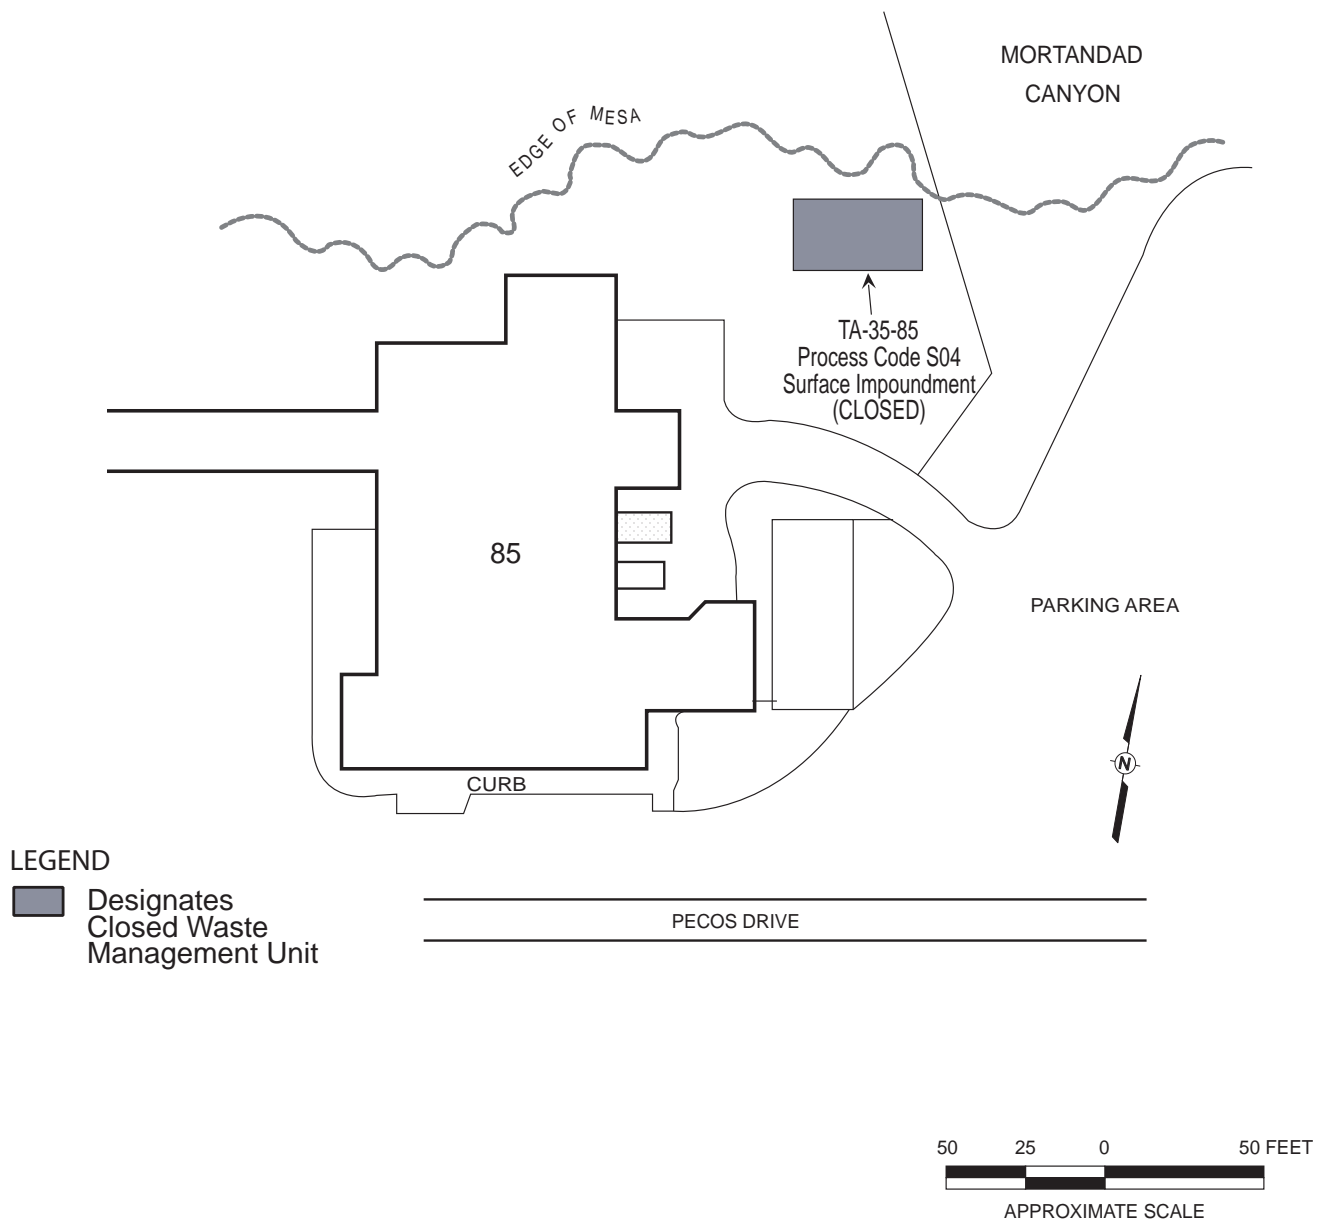 MORTANDAD
CANYON
EDGE OF MESA
TA-35-85
Process Code S04
Surface Impoundment
(CLOSED)
85
PARKING AREA
N
CURB
LEGEND
Designates
Closed Waste
Management Unit
PECOS DRIVE
50 25 0 50 FEET
APPROXIMATE SCALE